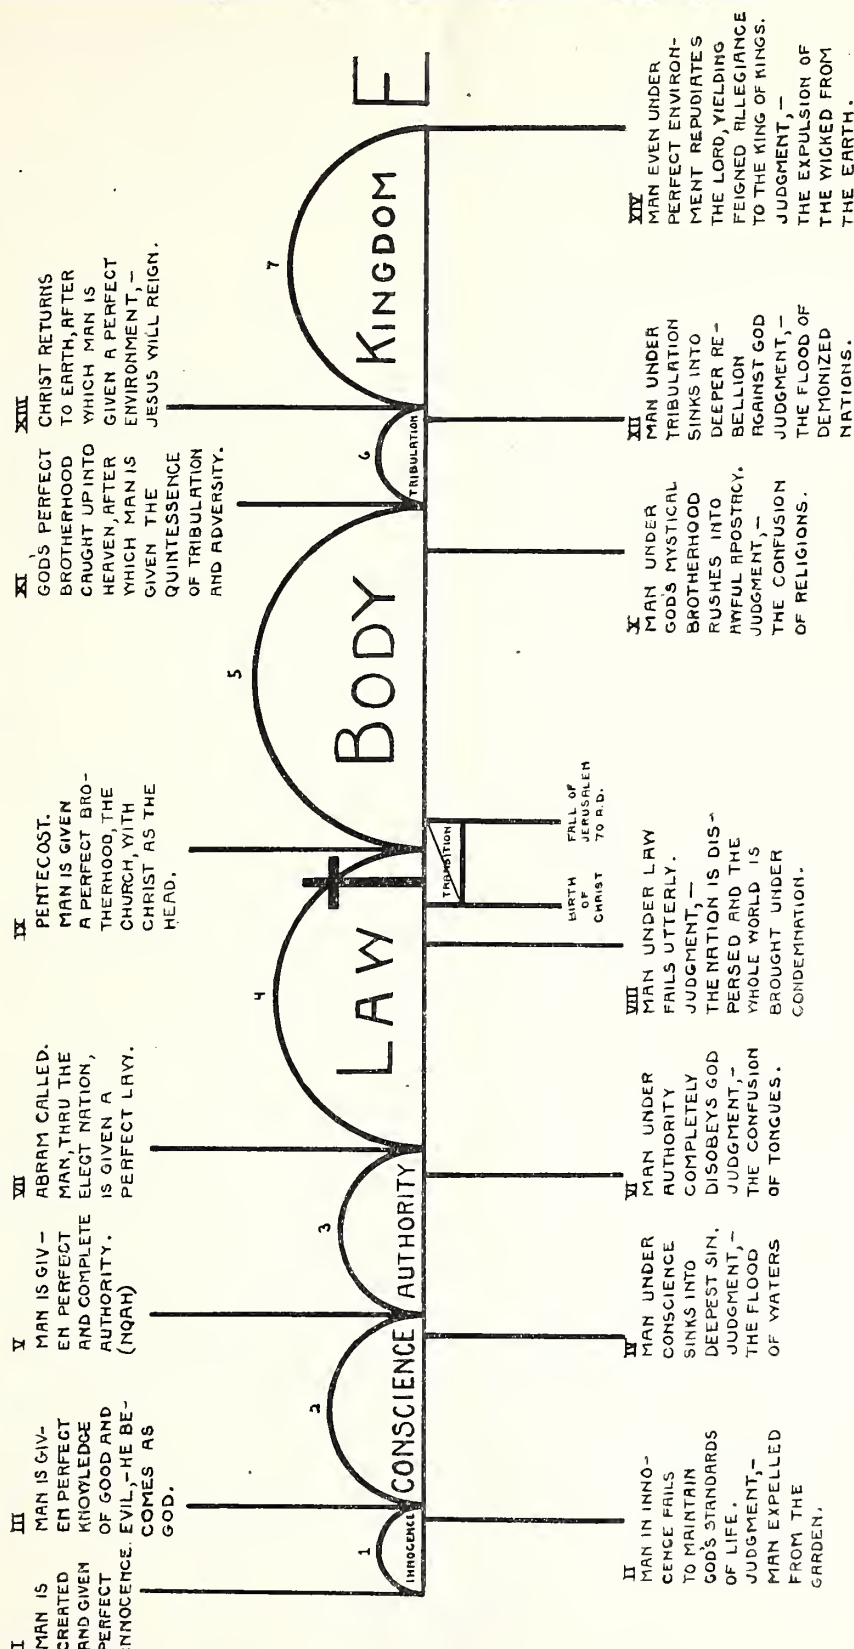 I
MAN IS
CREATED
AND GIVEN
PERFECT
INNOCENCE.
III
MAN IS GIV-
EN PERFECT
KNOWLEDGE
OF GOOD AND
EVIL,-HE BE-
COMES AS
GOD.
V
MAN IS GIV-
EN PERFECT
AND COMPLETE
AUTHORITY.
(NOAH)
VII
ABRAM CALLED.
MAN, THRU THE
ELECT NATION,
IS GIVEN A
PERFECT LAW.
IX
PENTECOST.
MAN IS GIVEN
A PERFECT BRO-
THERHOOD, THE
CHURCH, WITH
CHRIST AS THE
HEAD.
XI
GOD'S PERFECT
BROTHERHOOD
CAUGHT UP INTO
HEAVEN, AFTER
WHICH MAN IS
GIVEN THE
QUINTESSENCE
OF TRIBULATION
AND ADVERSITY.
XIII
CHRIST RETURNS
TO EARTH, AFTER
WHICH MAN IS
GIVEN A PERFECT
ENVIRONMENT,-
JESUS WILL REIGN.
1
INNOCENCE
2
CONSCIENCE
3
AUTHORITY
4
LAW
5
BODY
6
TRIBULATION
7
KINGDOM
E
TRANSITION
BIRTH
OF
CHRIST
FALL OF
JERUSALEM
70 A.D.
II
MAN IN INNO-
CENCE FAILS
TO MAINTAIN
GOD'S STANDARDS
OF LIFE.
JUDGMENT,-
MAN EXPELLED
FROM THE
GARDEN.
IV
MAN UNDER
CONSCIENCE
SINKS INTO
DEEPEST SIN.
JUDGMENT,-
THE FLOOD
OF WATERS
VI
MAN UNDER
AUTHORITY
COMPLETELY
DISOBEYS GOD
JUDGMENT,-
THE CONFUSION
OF TONGUES.
VIII
MAN UNDER LAW
FAILS UTTERLY.
JUDGMENT,-
THE NATION IS DIS-
PERSED AND THE
WHOLE WORLD IS
BROUGHT UNDER
CONDEMNATION.
X
MAN UNDER
GOD'S MYSTICAL
BROTHERHOOD
RUSHES INTO
AWFUL APOSTACY.
JUDGMENT,-
THE CONFUSION
OF RELIGIONS.
XII
MAN UNDER
TRIBULATION
SINKS INTO
DEEPER RE-
BELLION
AGAINST GOD
JUDGMENT,-
THE FLOOD OF
DEMONIZED
NATIONS.
XIV
MAN EVEN UNDER
PERFECT ENVIRON-
MENT REPUDIATES
THE LORD, YIELDING
FEIGNED ALLEGIANCE
TO THE KING OF KINGS.
JUDGMENT,-
THE EXPULSION OF
THE WICKED FROM
THE EARTH.